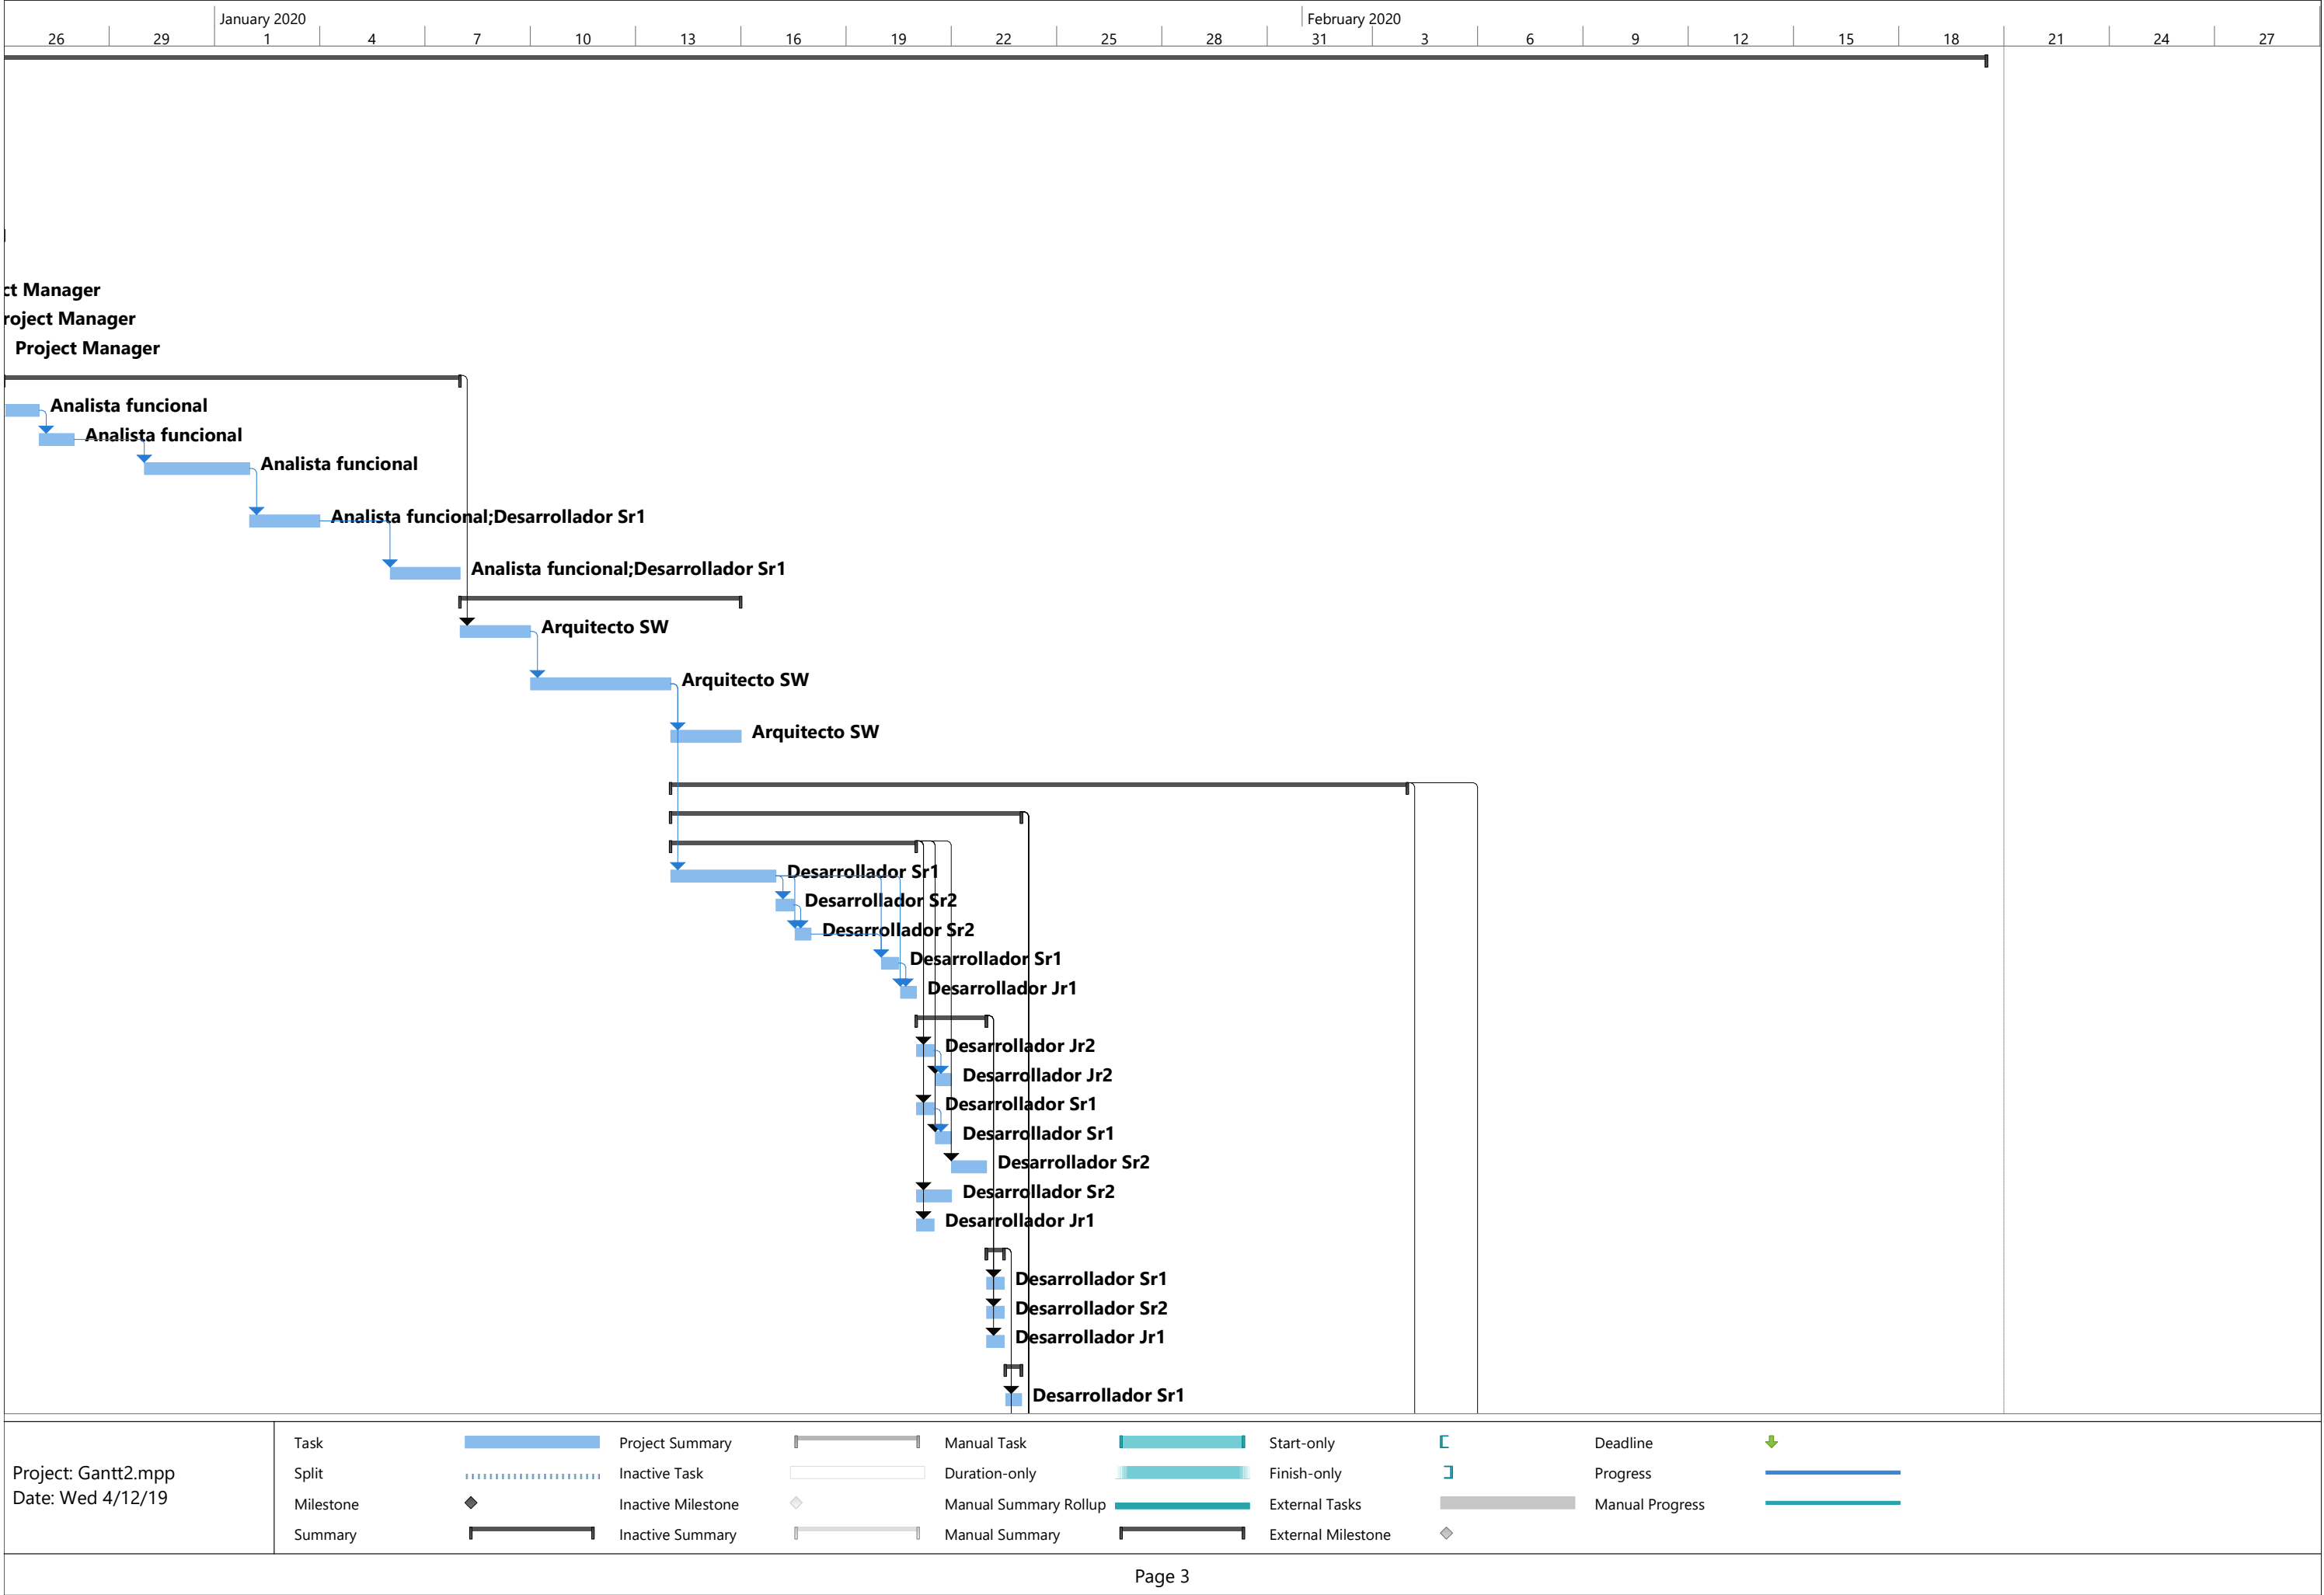 January 2020 February 2020
26 29 1 4 7 10 13 16 19 22 25 28 31 3 6 9 12 15 18 21 24 27
ct Manager
roject Manager
Project Manager
Analista funcional
Analista funcional
Analista funcional
Analista funcional;Desarrollador Sr1
Analista funcional;Desarrollador Sr1
Arquitecto SW
Arquitecto SW
Arquitecto SW
Desarrollador Sr1
Desarrollador Sr2
Desarrollador Sr2
Desarrollador Sr1
Desarrollador Jr1
Desarrollador Jr2
Desarrollador Jr2
Desarrollador Sr1
Desarrollador Sr1
Desarrollador Sr2
Desarrollador Sr2
Desarrollador Jr1
Desarrollador Sr1
Desarrollador Sr2
Desarrollador Jr1
Desarrollador Sr1
Project: Gantt2.mpp
Date: Wed 4/12/19
Task Project Summary Manual Task Start-only Deadline
Split Inactive Task Duration-only Finish-only Progress
Milestone Inactive Milestone Manual Summary Rollup External Tasks Manual Progress
Summary Inactive Summary Manual Summary External Milestone
Page 3